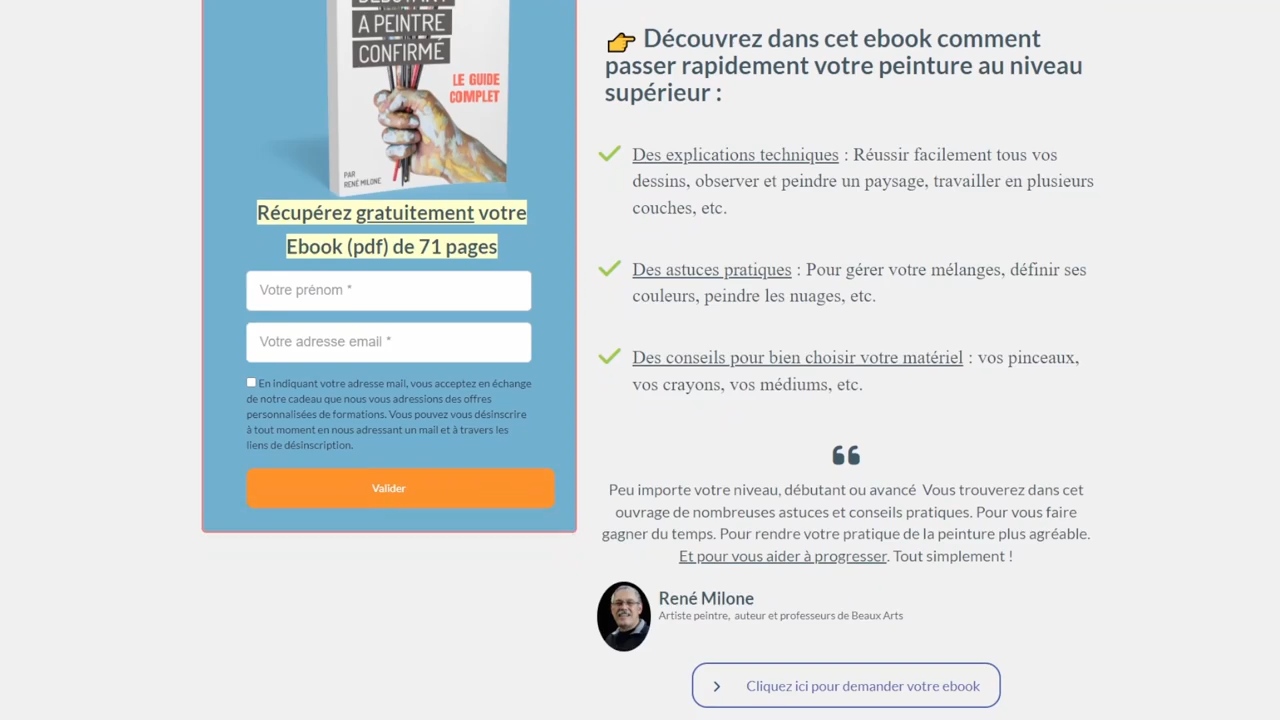 A PEINTRE
CONFIRMÉ
LE GUIDE
COMPLET
PAR
RENÉ MILONE
Récupérez gratuitement votre
Ebook (pdf) de 71 pages
Votre prénom *
Votre adresse email *
En indiquant votre adresse mail, vous acceptez en échange
de notre cadeau que nous vous adressions des offres
personnalisées de formations. Vous pouvez vous désinscrire
à tout moment en nous adressant un mail et à travers les
liens de désinscription.
Valider
👉 Découvrez dans cet ebook comment
passer rapidement votre peinture au niveau
supérieur :
Des explications techniques : Réussir facilement tous vos
dessins, observer et peindre un paysage, travailler en plusieurs
couches, etc.
Des astuces pratiques : Pour gérer votre mélanges, définir ses
couleurs, peindre les nuages, etc.
Des conseils pour bien choisir votre matériel : vos pinceaux,
vos crayons, vos médiums, etc.
Peu importe votre niveau, débutant ou avancé Vous trouverez dans cet
ouvrage de nombreuses astuces et conseils pratiques. Pour vous faire
gagner du temps. Pour rendre votre pratique de la peinture plus agréable.
Et pour vous aider à progresser. Tout simplement !
René Milone
Artiste peintre, auteur et professeurs de Beaux Arts
Cliquez ici pour demander votre ebook